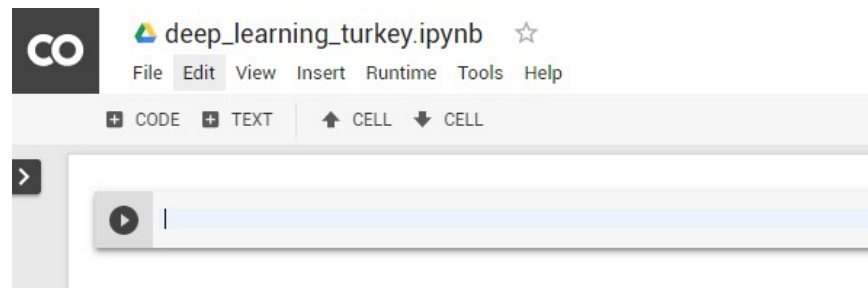 CO
deep_learning_turkey.ipynb
File Edit View Insert Runtime Tools Help
CODE TEXT CELL CELL